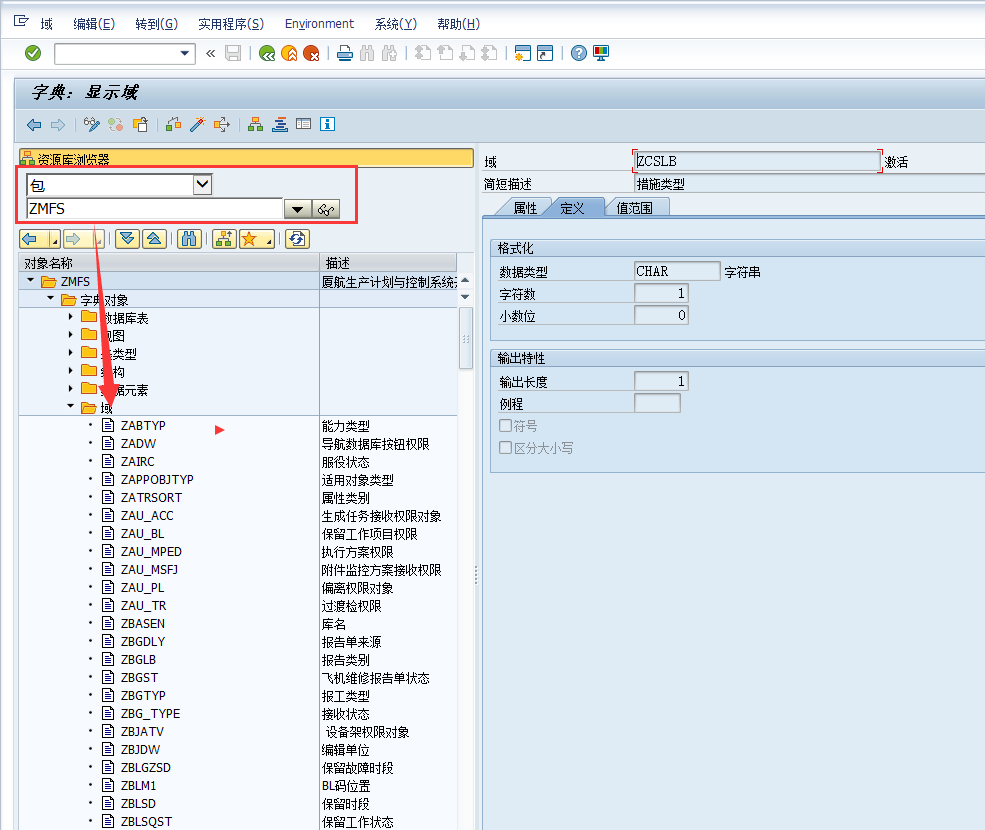 域 编辑(E) 转到(G) 实用程序(S) Environment 系统(Y) 帮助(H)
字典：显示域
资源库浏览器
包
ZMFS
对象名称 描述
ZMFS 厦航生产计划与控制系统
字典对象
数据库表
视图
类型
结构
数据元素
域
ZABTYP 能力类型
ZADW 导航数据库按钮权限
ZAIRC 服役状态
ZAPPOBJTYP 适用对象类型
ZATRSORT 属性类别
ZAU_ACC 生成任务接收权限对象
ZAU_BL 保留工作项目权限
ZAU_MPED 执行方案权限
ZAU_MSFJ 附件监控方案接收权限
ZAU_PL 偏离权限对象
ZAU_TR 过渡检权限
ZBASEN 库名
ZBGDLY 报告单来源
ZBGLB 报告类别
ZBGST 飞机维修报告单状态
ZBGTYP 报工类型
ZBG_TYPE 接收状态
ZBJATV 设备架权限对象
ZBJDW 编辑单位
ZBLGZSD 保留故障时段
ZBLM1 BL码位置
ZBLSD 保留时段
ZBLSQST 保留工作状态
域 ZCSLB 激活
简短描述 措施类型
属性 定义 值范围
格式化
数据类型 CHAR 字符串
字符数 1
小数位 0
输出特性
输出长度 1
例程
符号
区分大小写